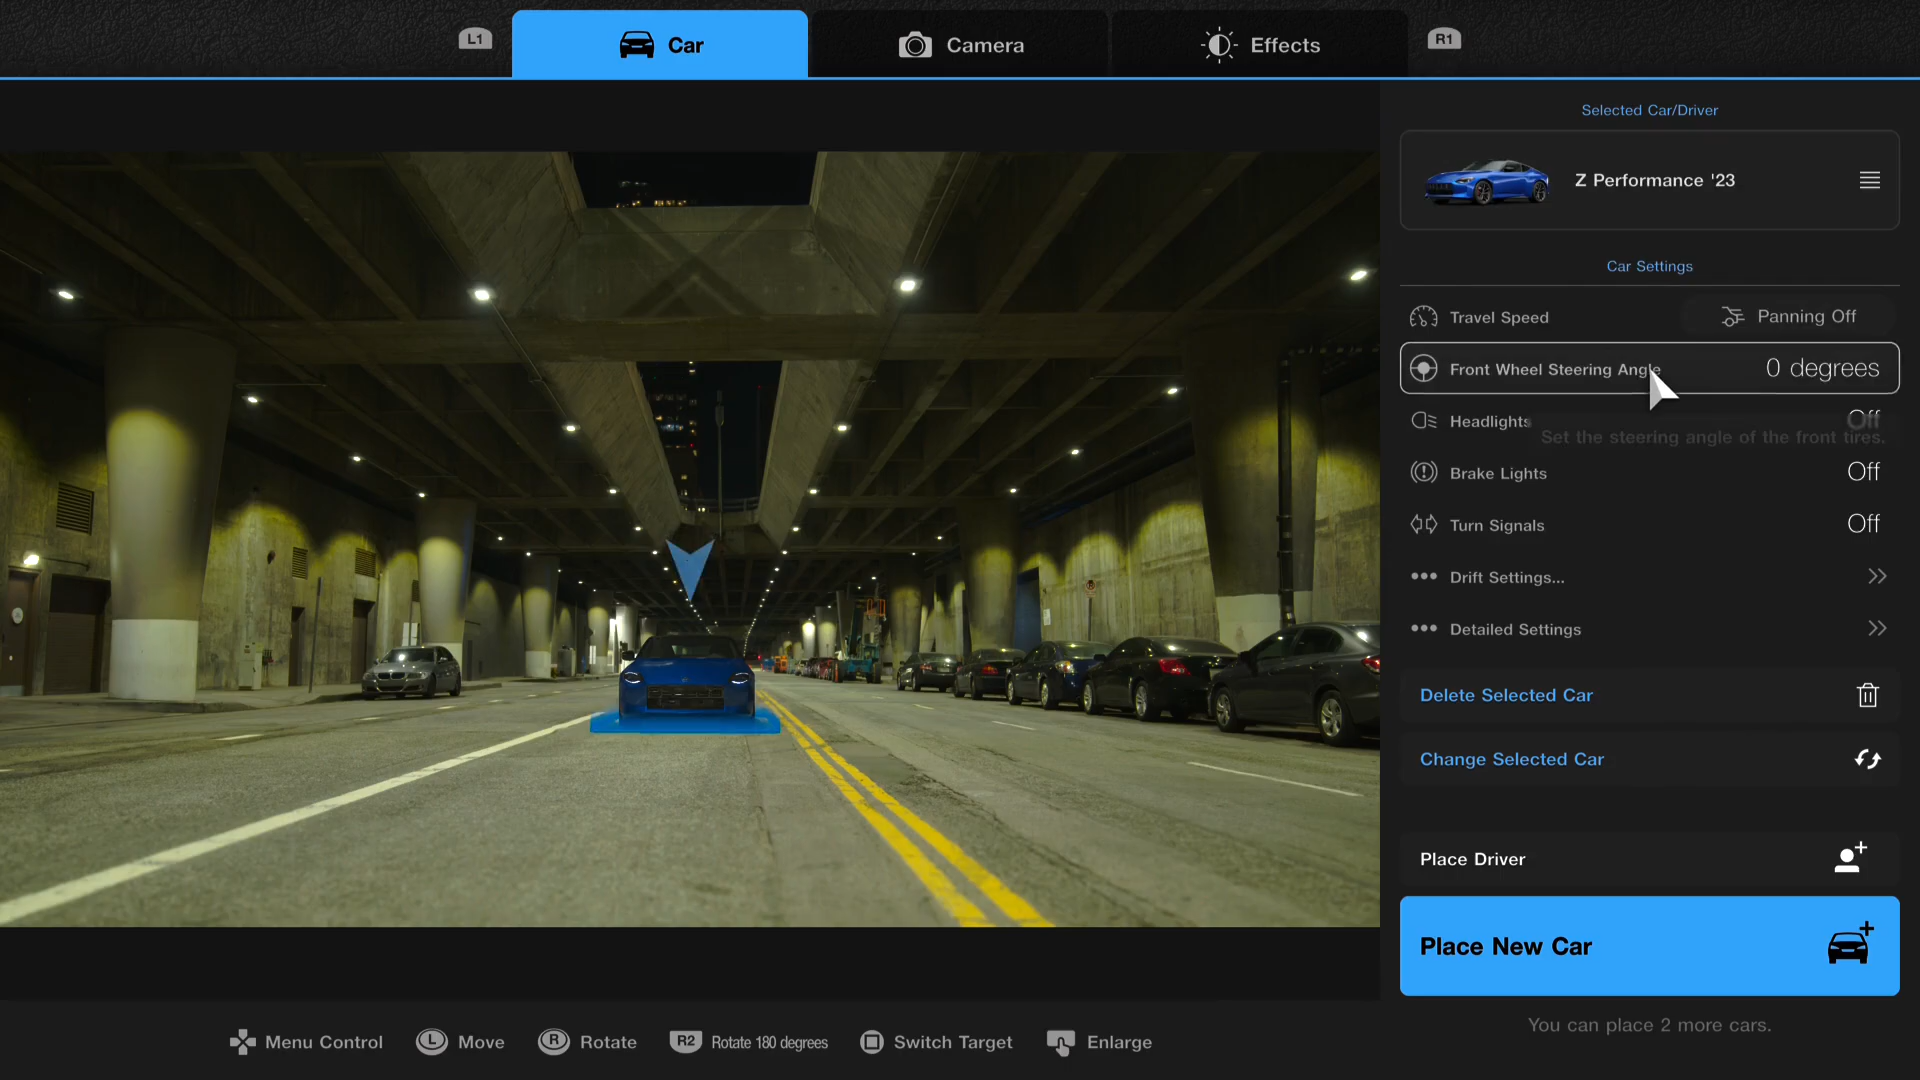 L1
Car
Camera
Effects
R1
Selected Car/Driver
Z Performance '23
Car Settings
Travel Speed
Panning Off
Front Wheel Steering Angle
0 degrees
Headlights
Off
Set the steering angle of the front tires.
Brake Lights
Off
Turn Signals
Off
Drift Settings...
Detailed Settings
Delete Selected Car
Change Selected Car
Place Driver
Place New Car
You can place 2 more cars.
Menu Control
L
Move
R
Rotate
R2
Rotate 180 degrees
Switch Target
Enlarge